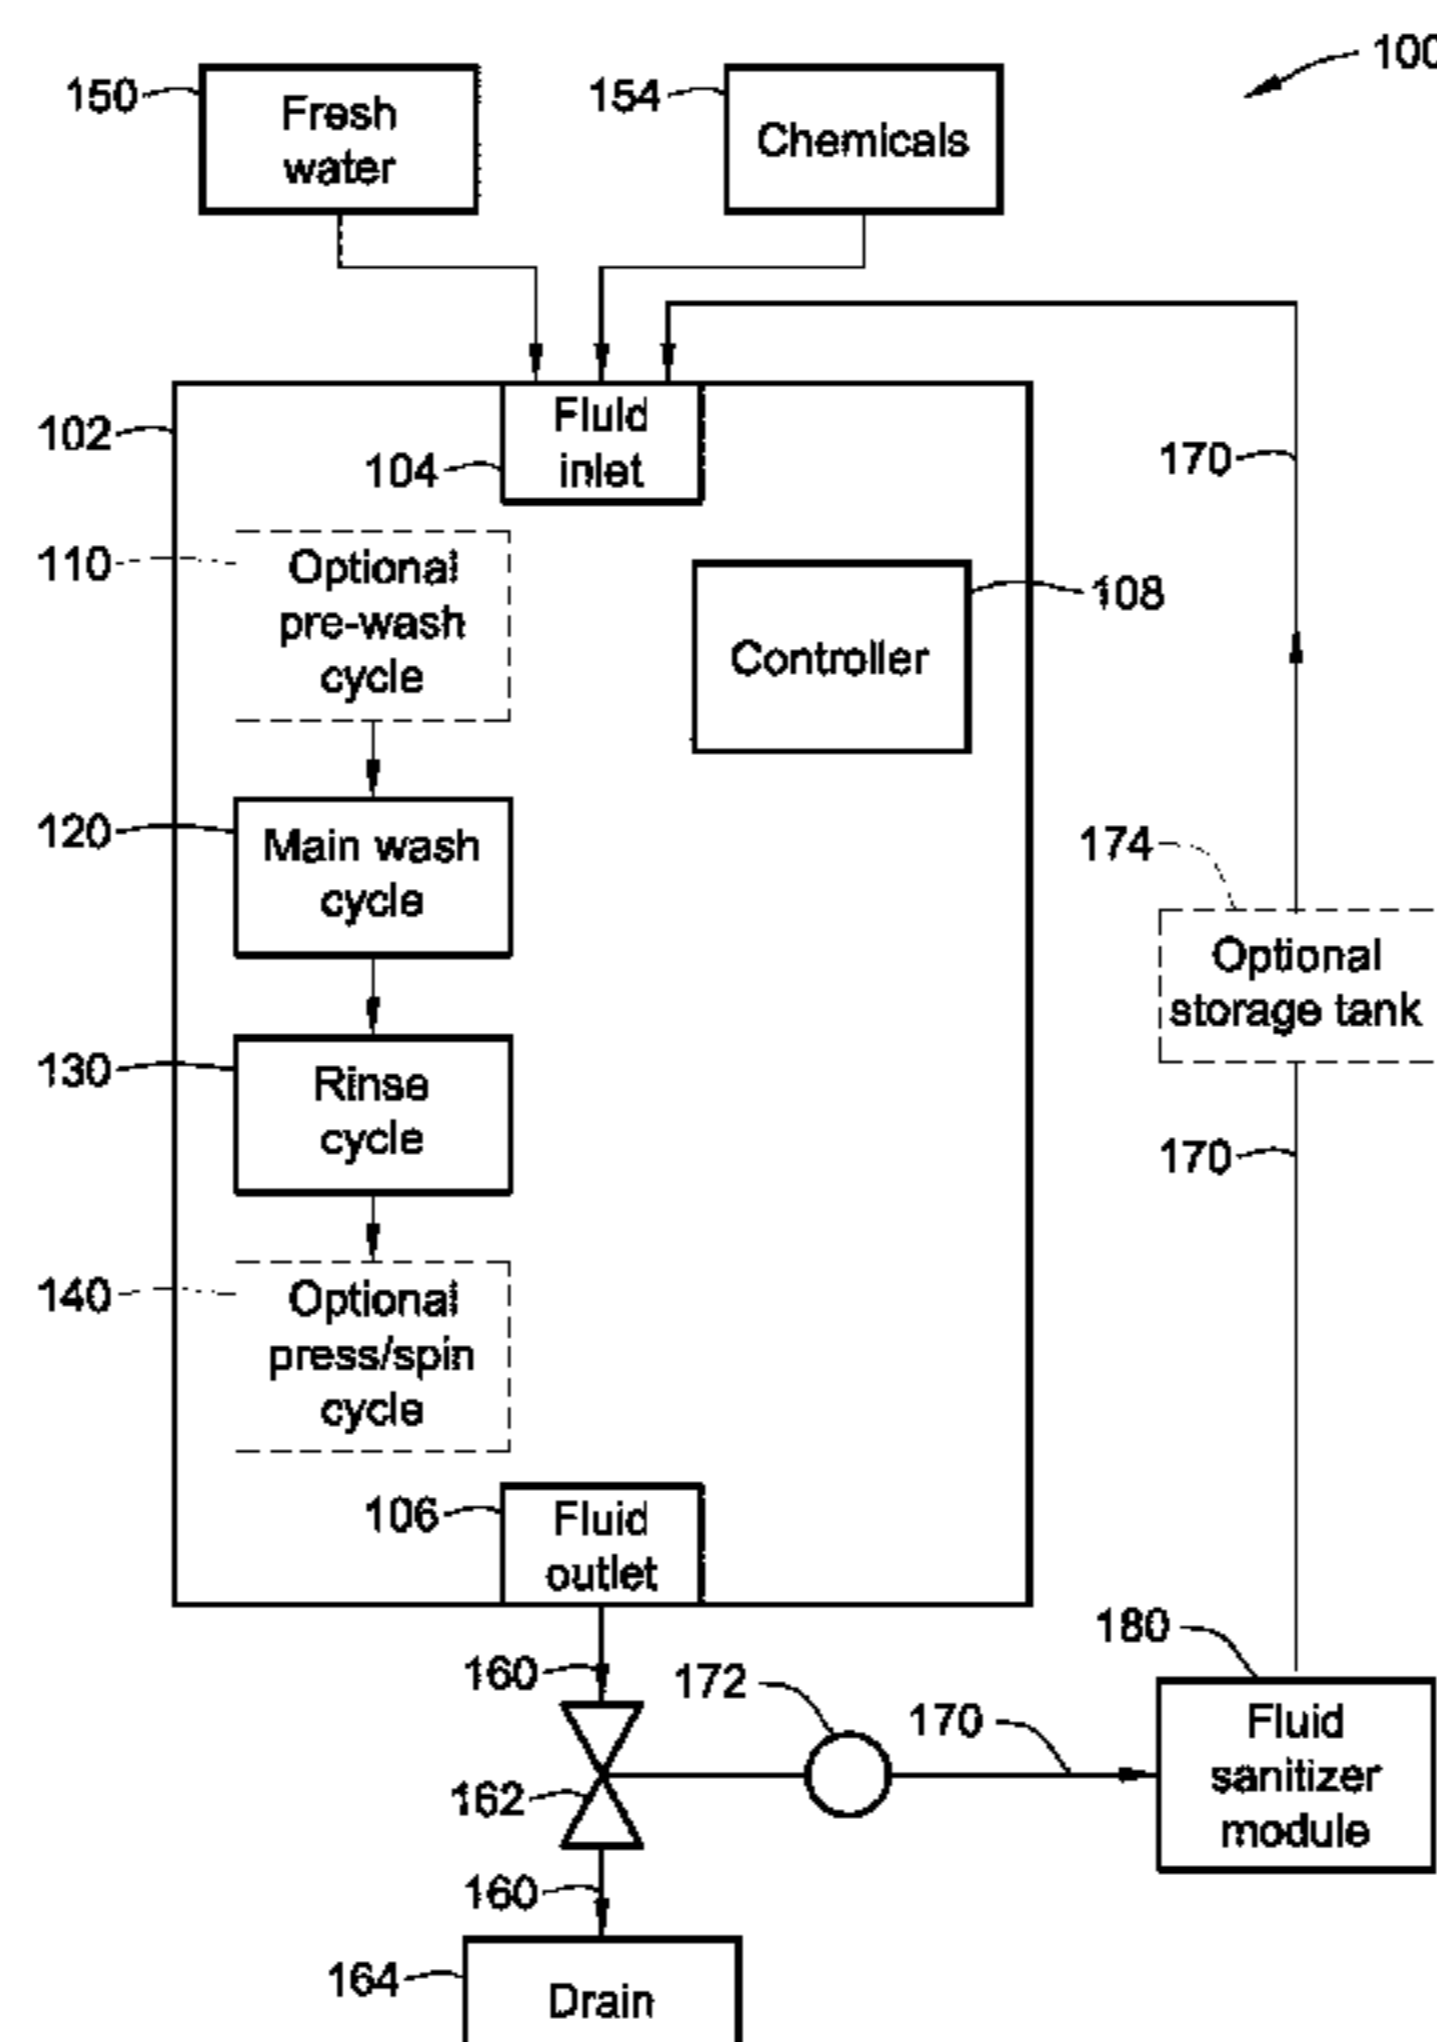 100
150
Fresh
water
154
Chemicals
102
Fluid
inlet
104
170
110
Optional
pre-wash
cycle
108
Controller
120
Main wash
cycle
174
Optional
storage tank
130
Rinse
cycle
170
140
Optional
press/spin
cycle
106
Fluid
outlet
180
160
172
170
Fluid
sanitizer
module
162
160
164
Drain